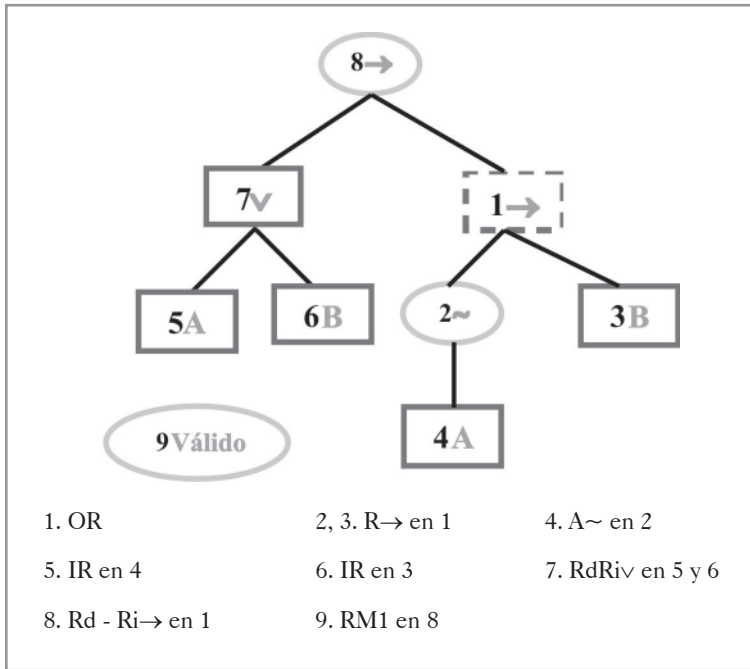 8→
7∨
1→
5A
6B
2~
3B
9Válido
4A
1. OR
2, 3. R→ en 1
4. A~ en 2
5. IR en 4
6. IR en 3
7. RdRi∨ en 5 y 6
8. Rd - Ri→ en 1
9. RM1 en 8